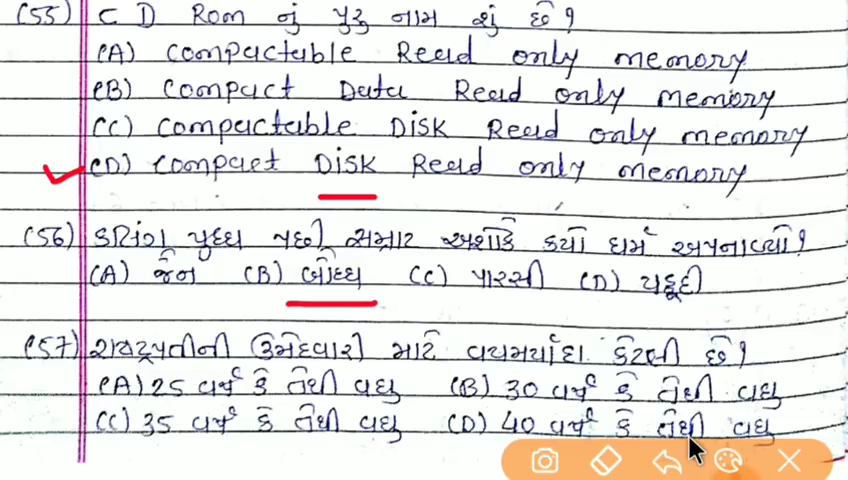 (55) C D Rom નું પુરુ નામ શું છે ?
(A) Compactable Read only memory
(B) Compact Data Read only memory
(C) Compactable Disk Read only memory
(D) Compact Disk Read only memory
(56) કલિંગ યુધ્ધ પછી સમ્રાટ અશોકે કયો ધર્મ અપનાવ્યો ?
(A) જૈન (B) બૌધ્ધ (C) પારસી (D) યહૂદી
(57) રાષ્ટ્રપતીની ઉમેદવારી માટે વયમર્યાદા કેટલી છે ?
(A) 25 વર્ષ કે તેથી વધુ (B) 30 વર્ષ કે તેથી વધુ
(C) 35 વર્ષ કે તેથી વધુ (D) 40 વર્ષ કે તેથી વધુ